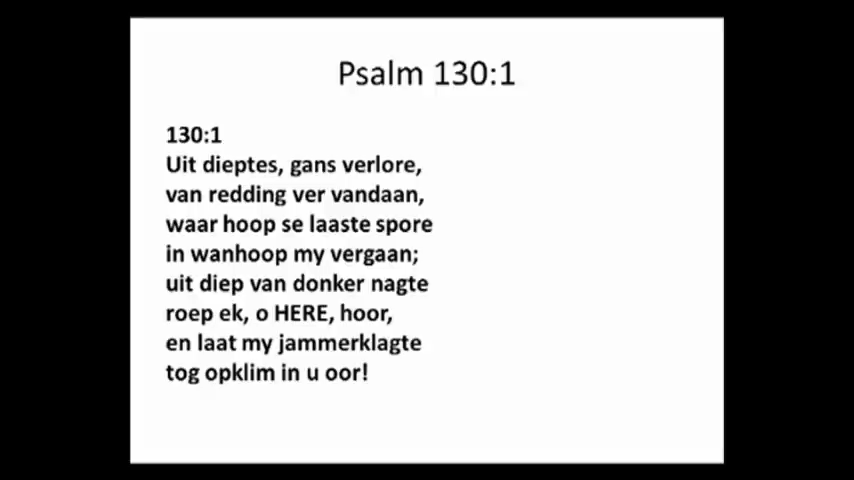 Psalm 130:1
130:1
Uit dieptes, gans verlore,
van redding ver vandaan,
waar hoop se laaste spore
in wanhoop my vergaan;
uit diep van donker nagte
roep ek, o HERE, hoor,
en laat my jammerklagte
tog opklim in u oor!